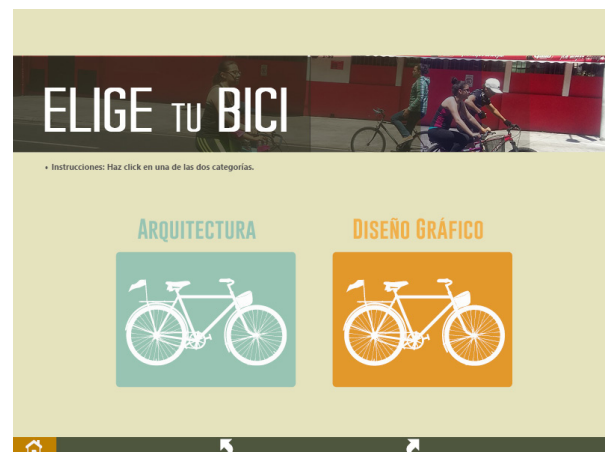 ELIGE TU BICI
• Instrucciones: Haz click en una de las dos categorías.
ARQUITECTURA
DISEÑO GRÁFICO